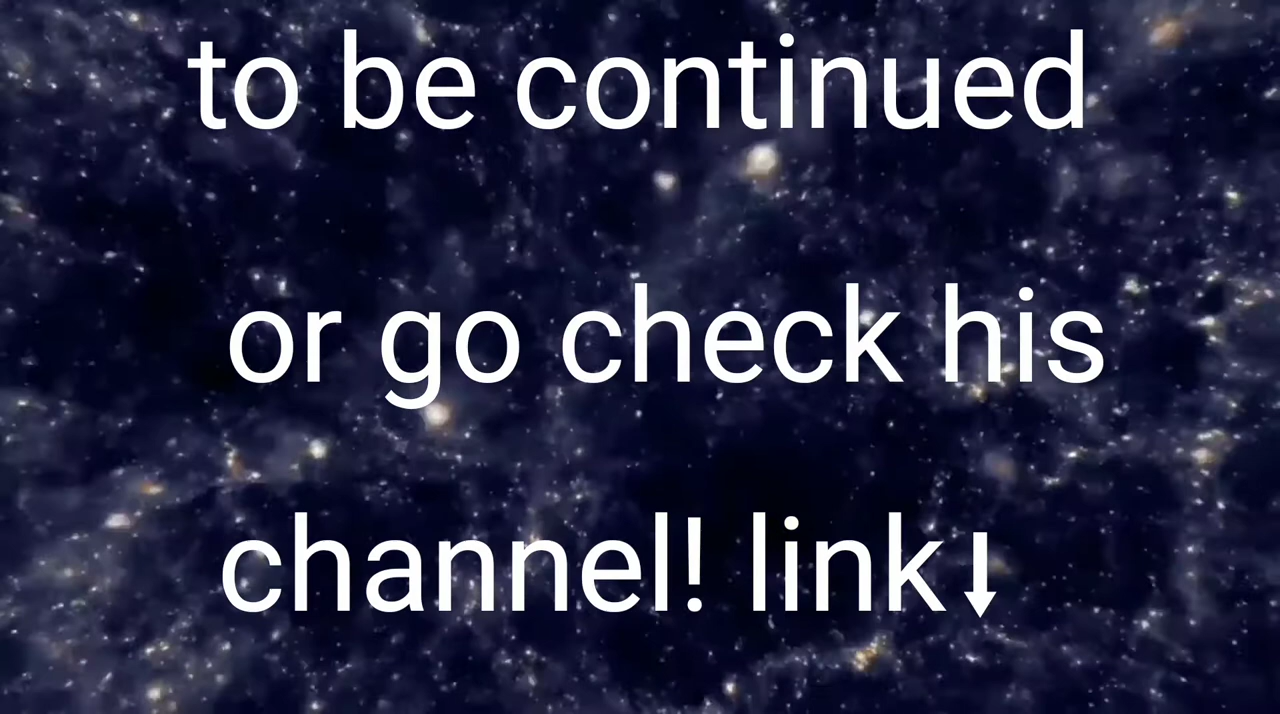 to be continued
or go check his
channel! link⬇